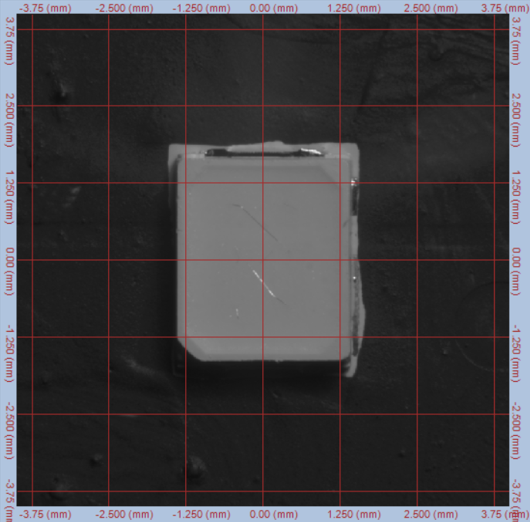 -3.75 (mm) -2.500 (mm) -1.250 (mm) 0.00 (mm) 1.250 (mm) 2.500 (mm) 3.75 (mm)
3.75 (mm) 3.75 (mm)
2.500 (mm) 2.500 (mm)
1.250 (mm) 1.250 (mm)
0.00 (mm) 0.00 (mm)
-1.250 (mm) -1.250 (mm)
-2.500 (mm) -2.500 (mm)
-3.75 (mm) -3.75 (mm)
-3.75 (mm) -2.500 (mm) -1.250 (mm) 0.00 (mm) 1.250 (mm) 2.500 (mm) 3.75 (mm)